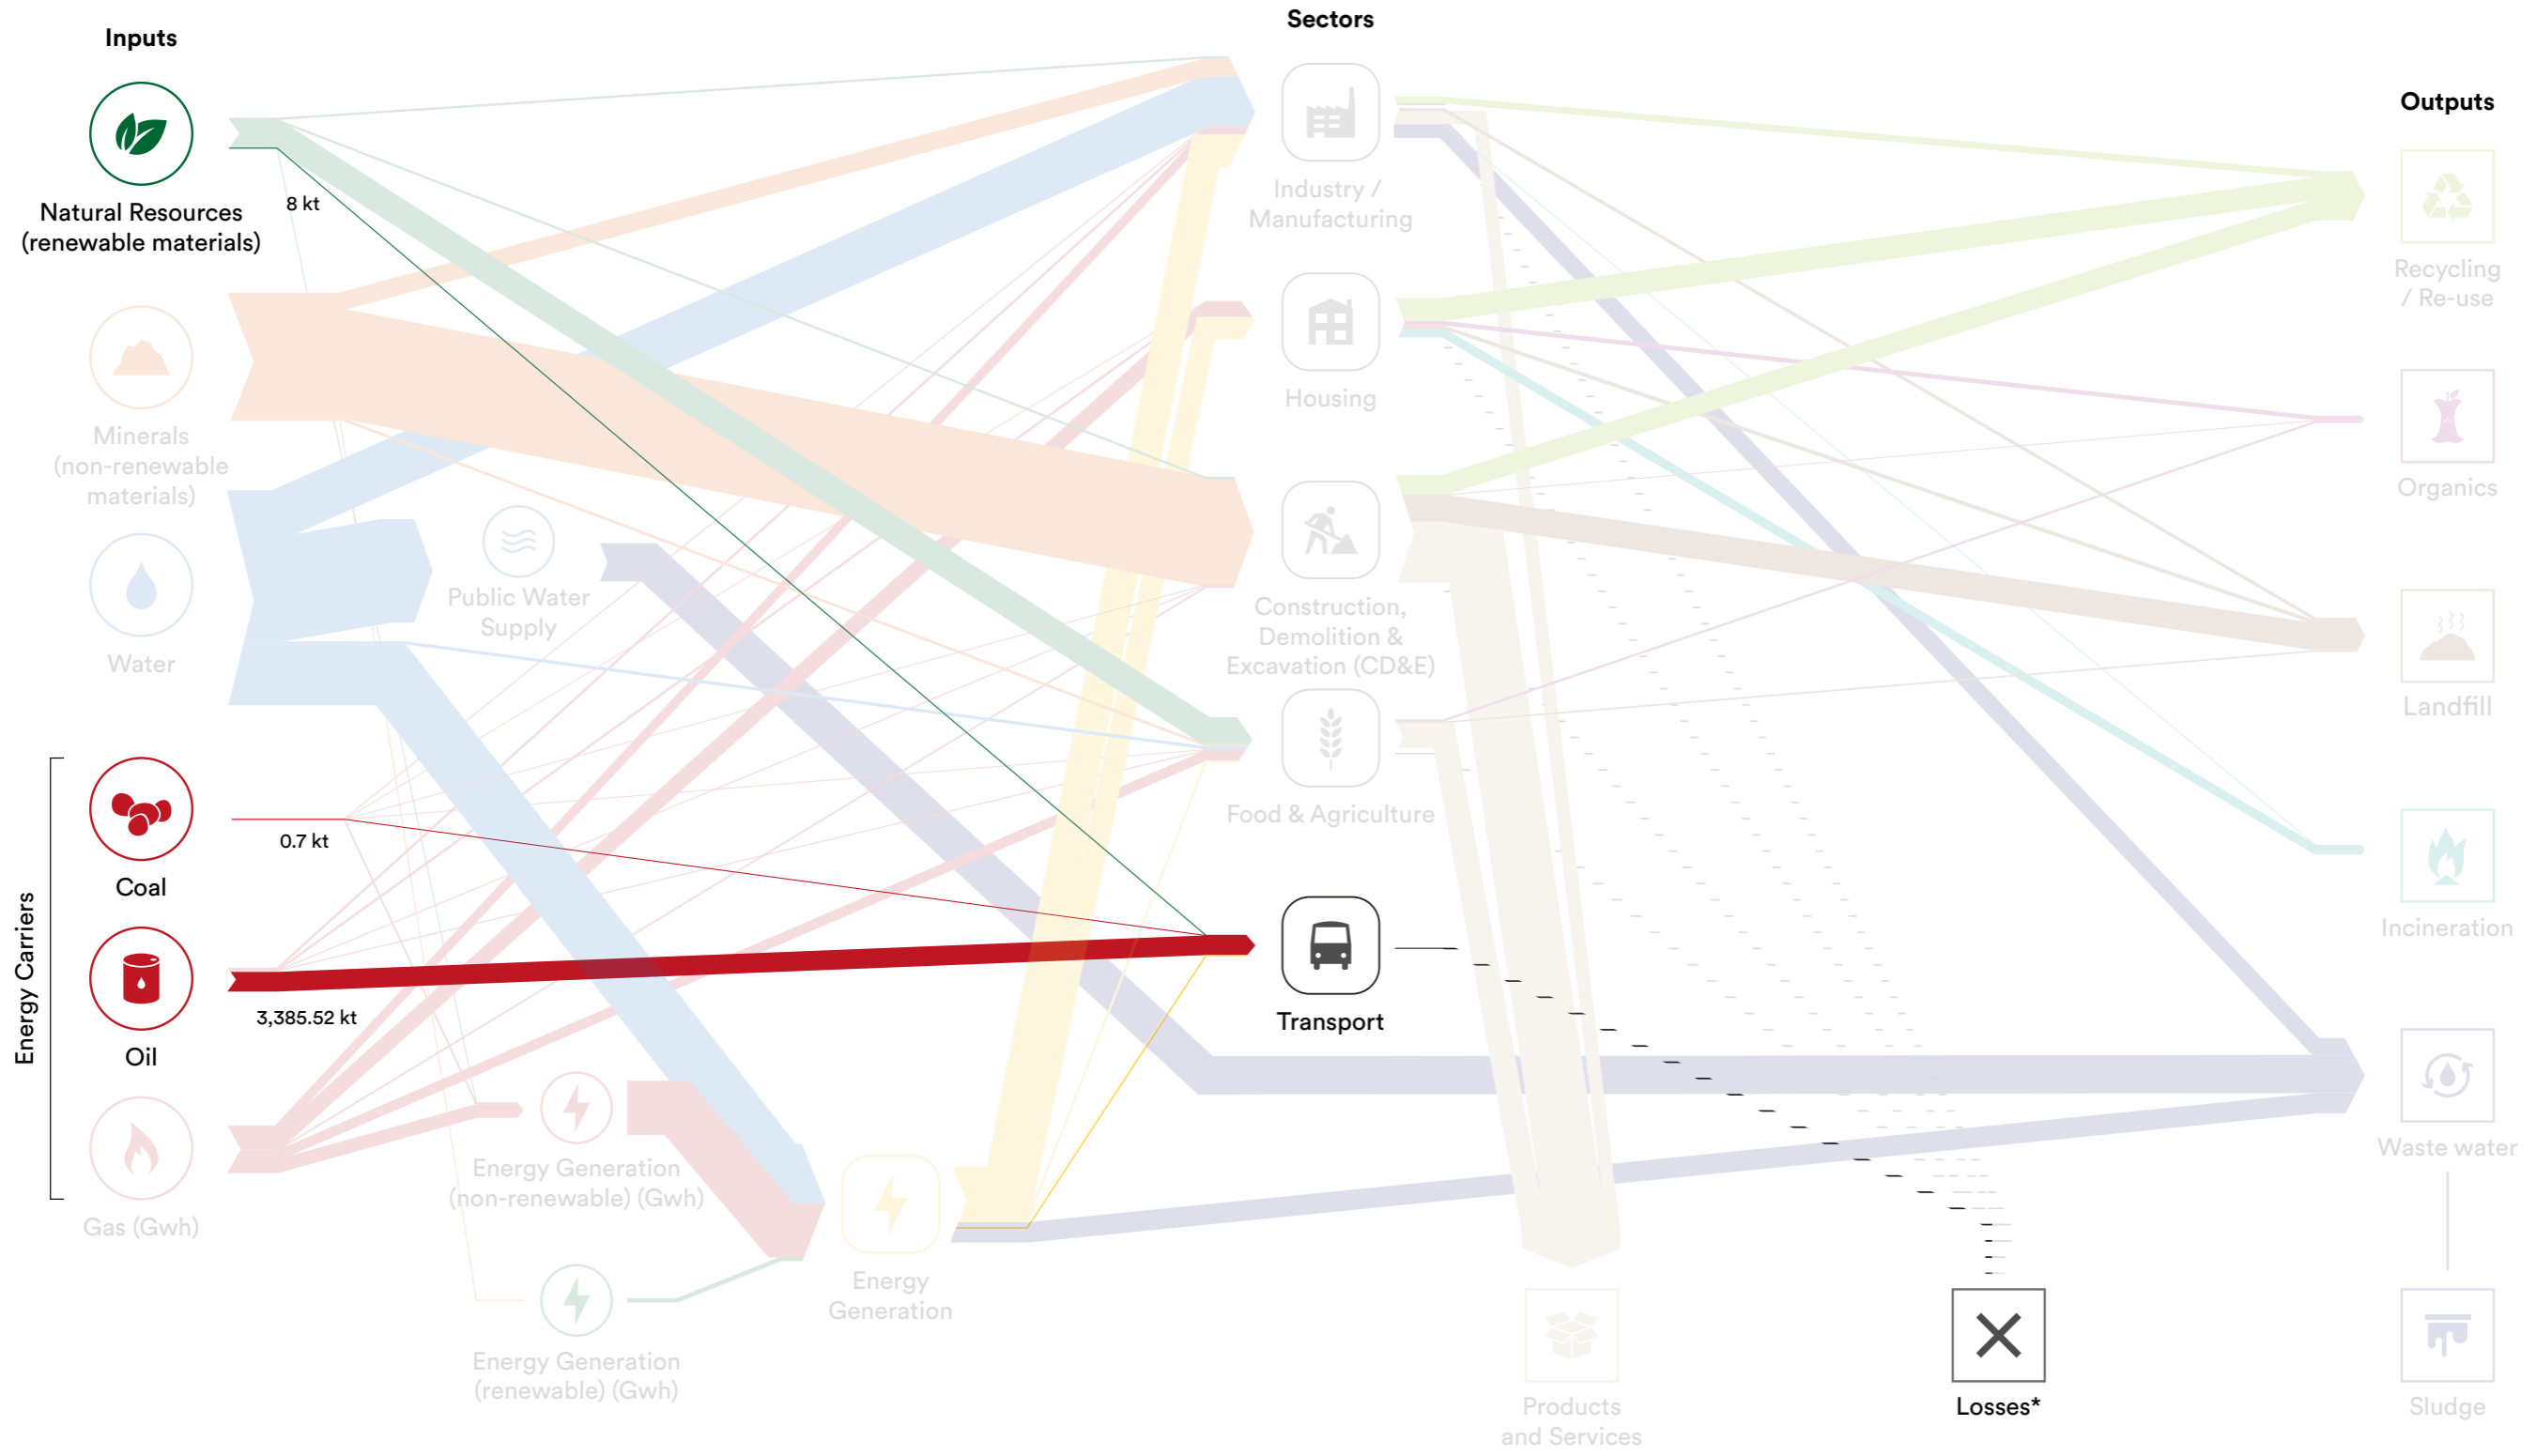 Inputs
Sectors
Outputs
Natural Resources
(renewable materials)
8 kt
Minerals
(non-renewable
materials)
Water
Public Water
Supply
Energy Carriers
Coal
0.7 kt
Oil
3,385.52 kt
Gas (Gwh)
Energy Generation
(non-renewable) (Gwh)
Energy Generation
(renewable) (Gwh)
Energy
Generation
Industry /
Manufacturing
Housing
Construction,
Demolition &
Excavation (CD&E)
Food & Agriculture
Transport
Products
and Services
Losses*
Recycling
/ Re-use
Organics
Landfill
Incineration
Waste water
Sludge